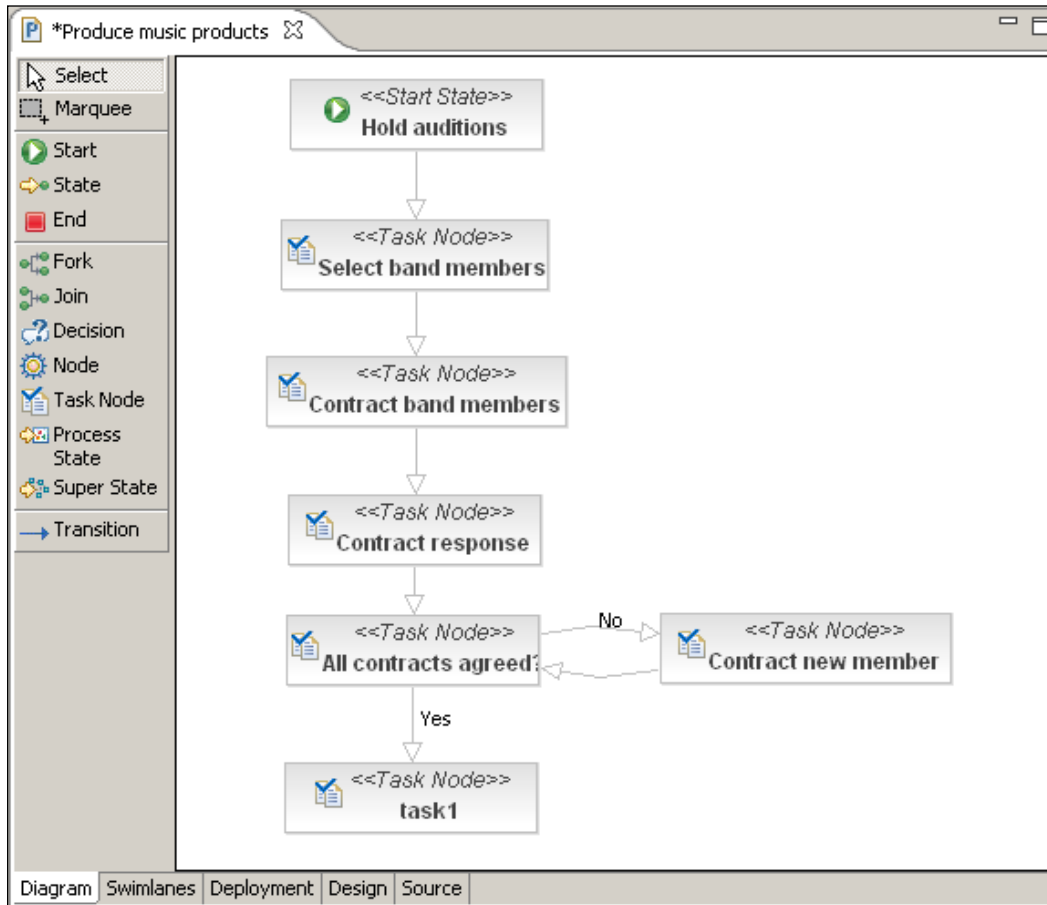 *Produce music products
Select
Marquee
Start
State
End
Fork
Join
Decision
Node
Task Node
Process
State
Super State
Transition
<<Start State>>
Hold auditions
<<Task Node>>
Select band members
<<Task Node>>
Contract band members
<<Task Node>>
Contract response
<<Task Node>>
All contracts agreed?
No
<<Task Node>>
Contract new member
Yes
<<Task Node>>
task1
Diagram Swimlanes Deployment Design Source